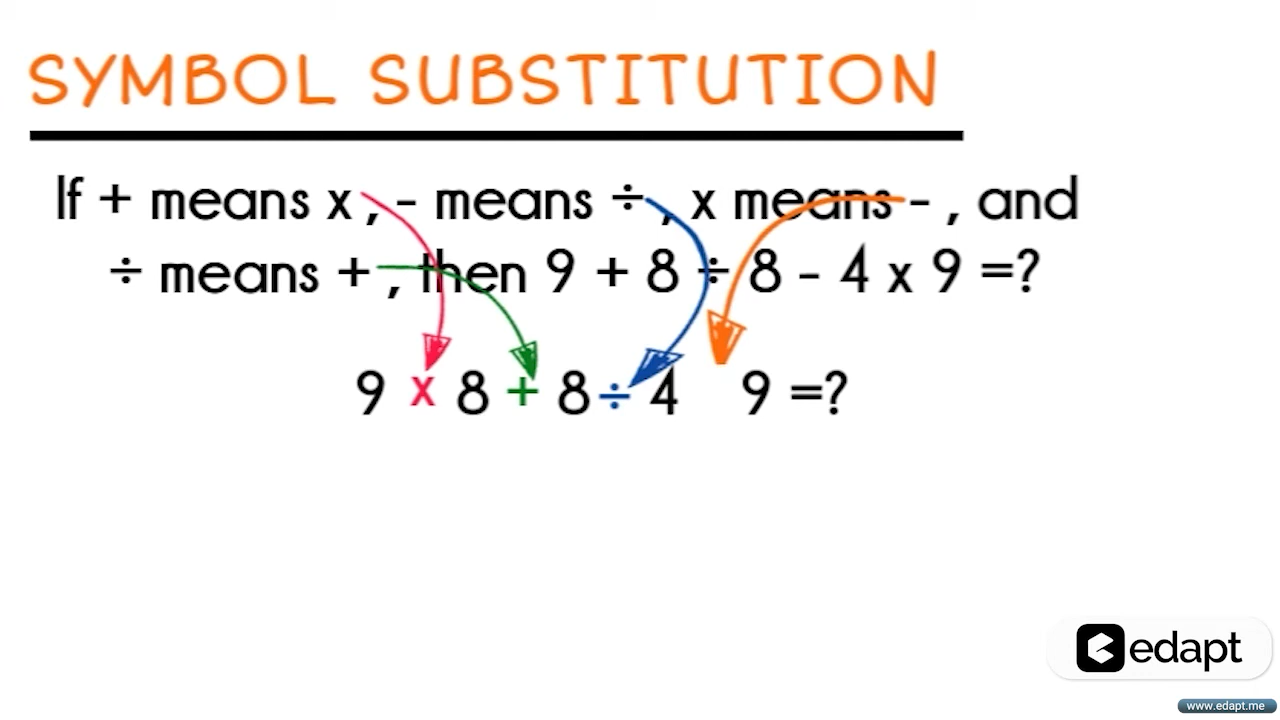 SYMBOL SUBSTITUTION
If + means x , - means ÷ , x means - , and
÷ means + , then 9 + 8 ÷ 8 - 4 x 9 =?
9 x 8 + 8 ÷ 4 9 =?
edapt
www.edapt.me